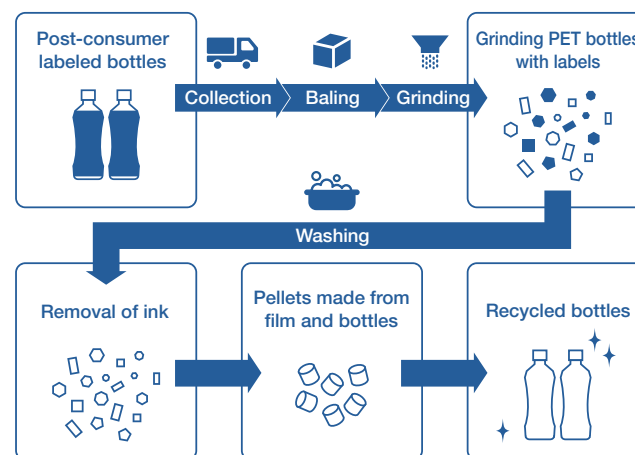 Post-consumer
labeled bottles
Collection
Baling
Grinding
Grinding PET bottles
with labels
Washing
Removal of ink
Pellets made from
film and bottles
Recycled bottles